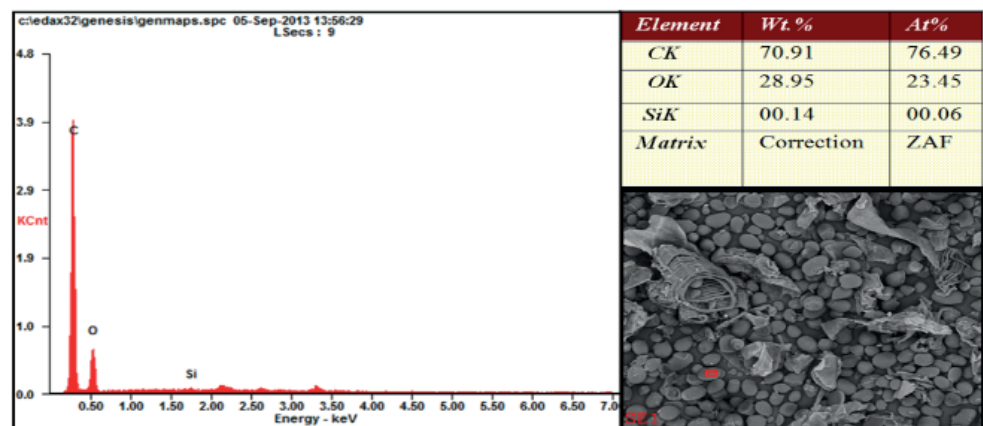 c:\edax32\genesis\genmaps.spc 05-Sep-2013 13:56:29
LSecs : 9
4.8
3.9
2.9
KCnt
1.9
1.0
0.0
C
O
Si
0.50 1.00 1.50 2.00 2.50 3.00 3.50 4.00 4.50 5.00 5.50 6.00 6.50 7.0
Energy - keV
Element Wt.% At%
CK 70.91 76.49
OK 28.95 23.45
SiK 00.14 00.06
Matrix Correction ZAF